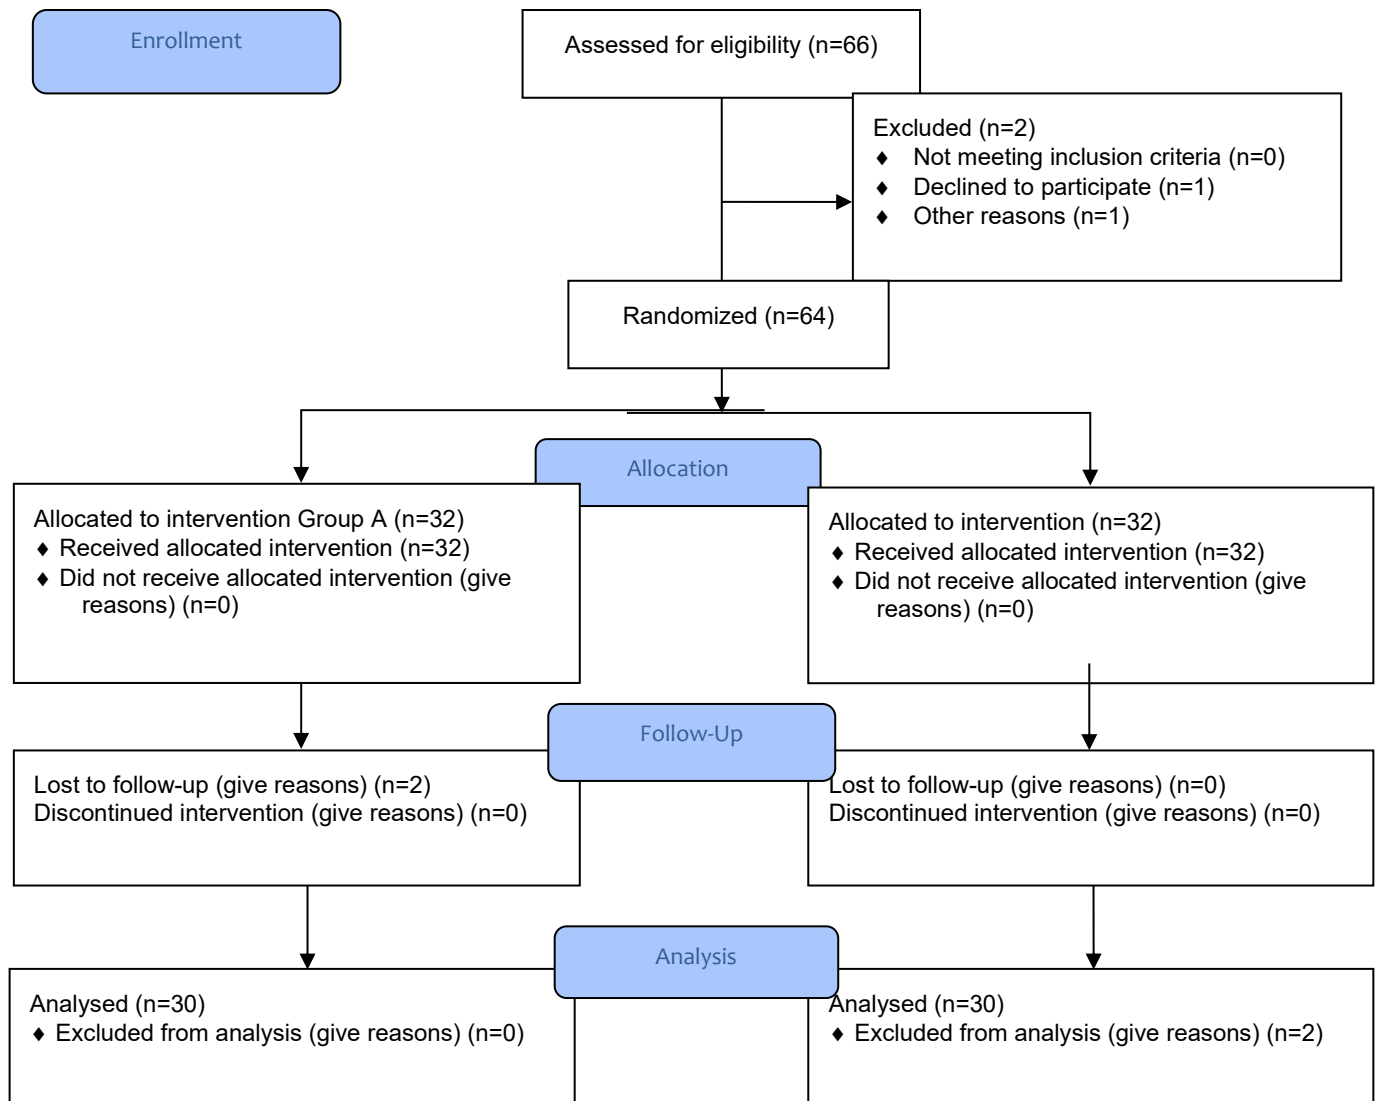 Enrollment
Assessed for eligibility (n=66)
Excluded (n=2)
♦ Not meeting inclusion criteria (n=0)
♦ Declined to participate (n=1)
♦ Other reasons (n=1)
Randomized (n=64)
Allocation
Allocated to intervention Group A (n=32)
♦ Received allocated intervention (n=32)
♦ Did not receive allocated intervention (give
reasons) (n=0)
Allocated to intervention (n=32)
♦ Received allocated intervention (n=32)
♦ Did not receive allocated intervention (give
reasons) (n=0)
Follow-Up
Lost to follow-up (give reasons) (n=2)
Discontinued intervention (give reasons) (n=0)
Lost to follow-up (give reasons) (n=0)
Discontinued intervention (give reasons) (n=0)
Analysis
Analysed (n=30)
♦ Excluded from analysis (give reasons) (n=0)
Analysed (n=30)
♦ Excluded from analysis (give reasons) (n=2)